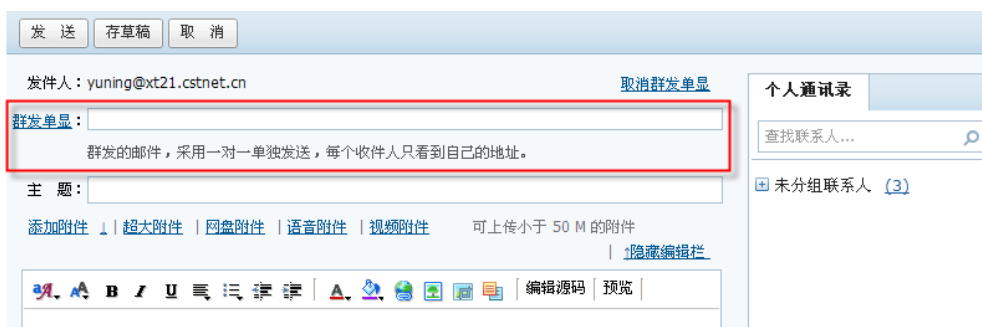 发 送 存草稿 取 消
发件人：yuning@xt21.cstnet.cn 取消群发单显
群发单显：
群发的邮件，采用一对一单独发送，每个收件人只看到自己的地址。
主 题：
添加附件 ↓ | 超大附件 | 网盘附件 | 语音附件 | 视频附件 可上传小于 50 M 的附件
| ↑隐藏编辑栏
B I U A 编辑源码 预览
个人通讯录
查找联系人...
未分组联系人 (3)